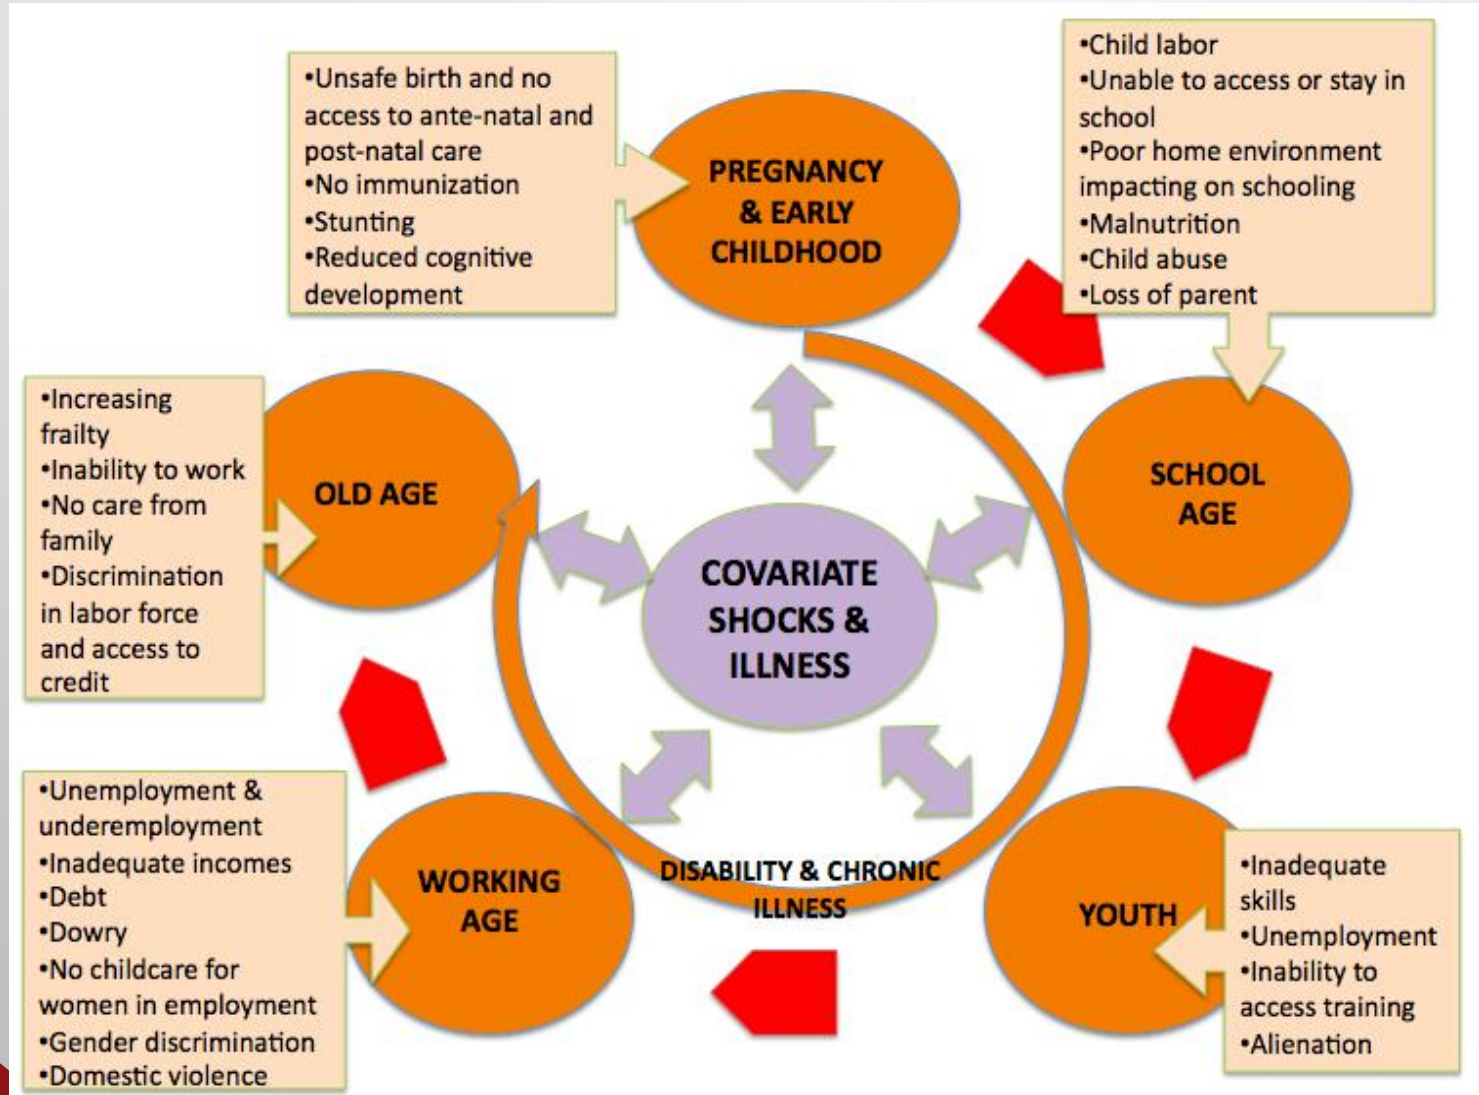 •Unsafe birth and no
access to ante-natal and
post-natal care
•No immunization
•Stunting
•Reduced cognitive
development
PREGNANCY
& EARLY
CHILDHOOD
•Child labor
•Unable to access or stay in
school
•Poor home environment
impacting on schooling
•Malnutrition
•Child abuse
•Loss of parent
SCHOOL
AGE
•Increasing
frailty
•Inability to work
•No care from
family
•Discrimination
in labor force
and access to
credit
OLD AGE
COVARIATE
SHOCKS &
ILLNESS
•Unemployment &
underemployment
•Inadequate incomes
•Debt
•Dowry
•No childcare for
women in employment
•Gender discrimination
•Domestic violence
WORKING
AGE
DISABILITY & CHRONIC
ILLNESS
YOUTH
•Inadequate
skills
•Unemployment
•Inability to
access training
•Alienation